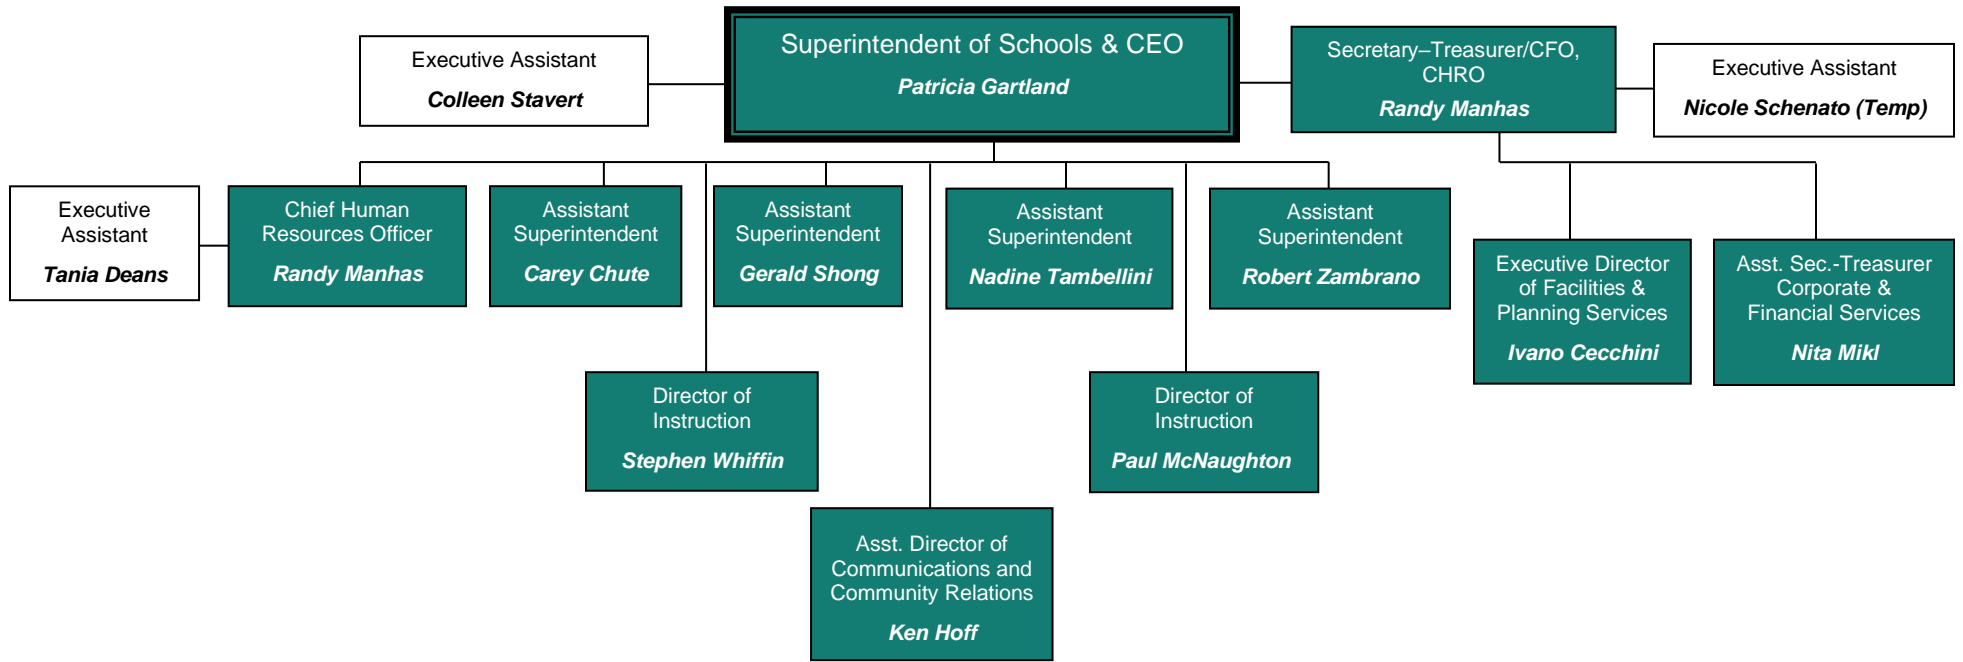 Superintendent of Schools & CEO
Patricia Gartland
Executive Assistant
Colleen Stavert
Secretary–Treasurer/CFO,
CHRO
Randy Manhas
Executive Assistant
Nicole Schenato (Temp)
Executive
Assistant
Tania Deans
Chief Human
Resources Officer
Randy Manhas
Assistant
Superintendent
Carey Chute
Assistant
Superintendent
Gerald Shong
Assistant
Superintendent
Nadine Tambellini
Assistant
Superintendent
Robert Zambrano
Executive Director
of Facilities &
Planning Services
Ivano Cecchini
Asst. Sec.-Treasurer
Corporate &
Financial Services
Nita Mikl
Director of
Instruction
Stephen Whiffin
Director of
Instruction
Paul McNaughton
Asst. Director of
Communications and
Community Relations
Ken Hoff